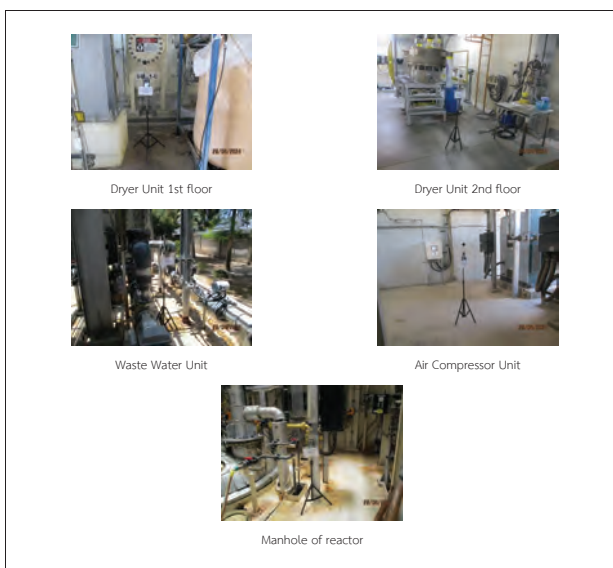 Dryer Unit 1st floor
Dryer Unit 2nd floor
Waste Water Unit
Air Compressor Unit
Manhole of reactor